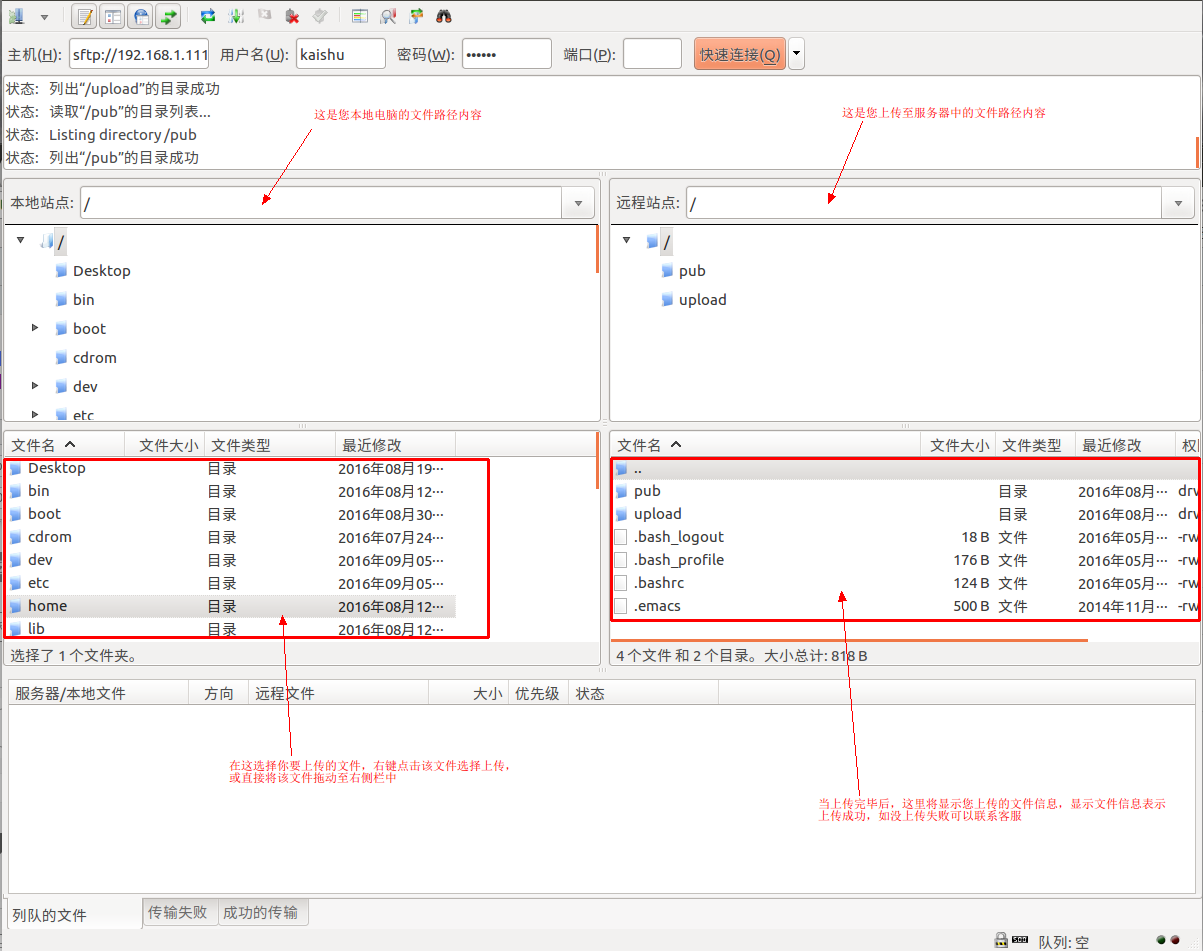 主机(H): sftp://192.168.1.111 用户名(U): kaishu 密码(W): •••••• 端口(P): 快速连接(Q)
状态: 列出“/upload”的目录成功
状态: 读取“/pub”的目录列表...
状态: Listing directory /pub
状态: 列出“/pub”的目录成功
这是您本地电脑的文件路径内容
这是您上传至服务器中的文件路径内容
本地站点: /
/
Desktop
bin
boot
cdrom
dev
etc
远程站点: /
/
pub
upload
文件名 文件大小 文件类型 最近修改
Desktop 目录 2016年08月19···
bin 目录 2016年08月12···
boot 目录 2016年08月30···
cdrom 目录 2016年07月24···
dev 目录 2016年09月05···
etc 目录 2016年09月05···
home 目录 2016年08月12···
lib 目录 2016年08月12···
选择了 1 个文件夹。
文件名 文件大小 文件类型 最近修改
..
pub 目录 2016年08月··· drw
upload 目录 2016年08月··· drw
.bash_logout 18 B 文件 2016年05月··· -rw
.bash_profile 176 B 文件 2016年05月··· -rw
.bashrc 124 B 文件 2016年05月··· -rw
.emacs 500 B 文件 2014年11月··· -rw
4 个文件 和 2 个目录。大小总计: 818 B
服务器/本地文件 方向 远程文件 大小 优先级 状态
在这选择你要上传的文件，右键点击该文件选择上传，
或直接将该文件拖动至右侧栏中
当上传完毕后，这里将显示您上传的文件信息，显示文件信息表示
上传成功，如没上传失败可以联系客服
列队的文件 传输失败 成功的传输
队列: 空